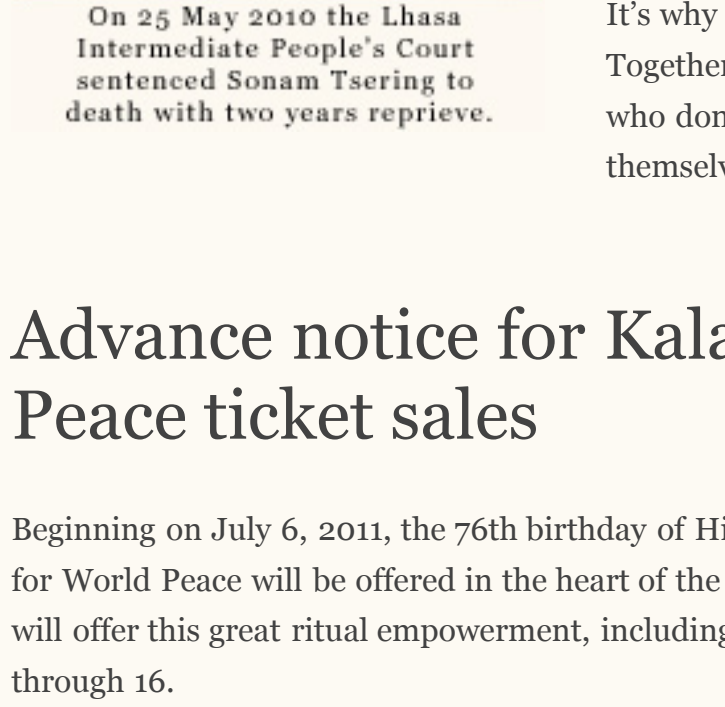 On 25 May 2010 the Lhasa
Intermediate People's Court
sentenced Sonam Tsering to
death with two years reprieve.
It's why
Together
who don
themselv
Advance notice for Kala
Peace ticket sales
Beginning on July 6, 2011, the 76th birthday of Hi
for World Peace will be offered in the heart of the
will offer this great ritual empowerment, including
through 16.